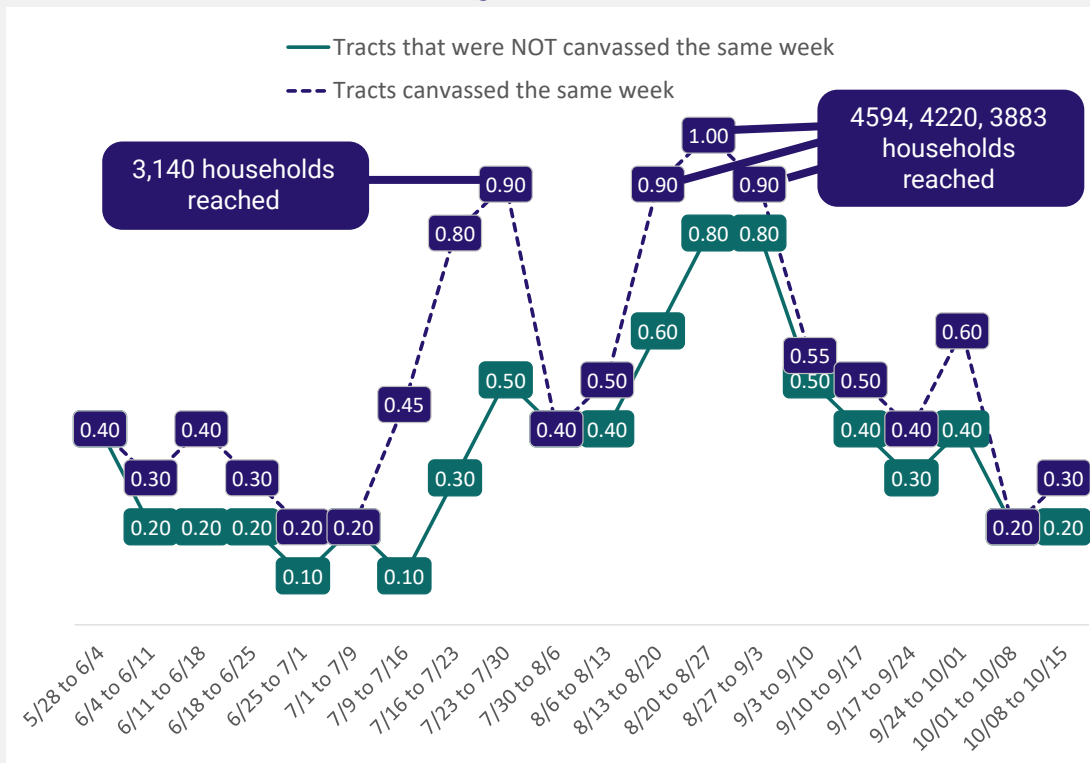 Tracts that were NOT canvassed the same week
Tracts canvassed the same week
3,140 households
reached
4594, 4220, 3883
households
reached
1.00
0.90
0.90
0.90
0.80
0.80
0.80
0.60
0.60
0.55
0.50
0.50
0.50
0.50
0.45
0.40
0.40
0.40
0.40
0.40
0.40
0.40
0.30
0.30
0.30
0.30
0.30
0.20
0.20
0.20
0.20
0.20
0.20
0.20
0.10
0.10
5/28 to 6/4
6/4 to 6/11
6/11 to 6/18
6/18 to 6/25
6/25 to 7/1
7/1 to 7/9
7/9 to 7/16
7/16 to 7/23
7/23 to 7/30
7/30 to 8/6
8/6 to 8/13
8/13 to 8/20
8/20 to 8/27
8/27 to 9/3
9/3 to 9/10
9/10 to 9/17
9/17 to 9/24
9/24 to 10/01
10/01 to 10/08
10/08 to 10/15